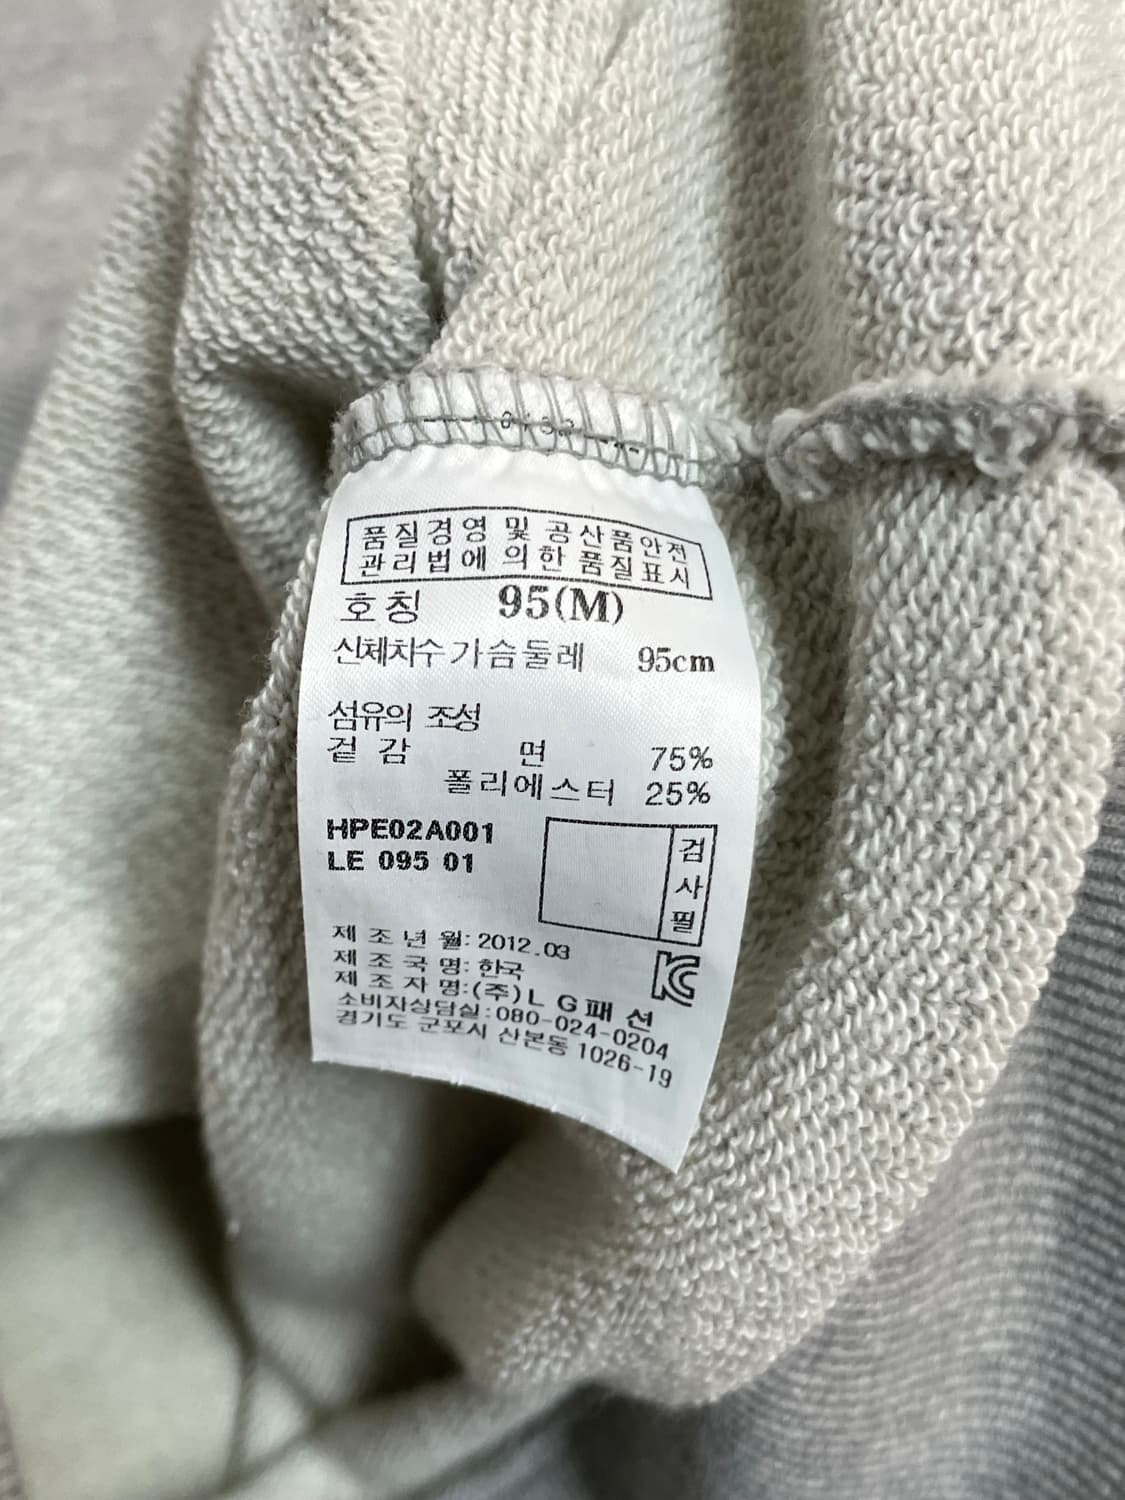 품질경영 및 공산품안전
관리법에 의한 품질표시
호칭 95(M)
신체치수 가슴둘레 95cm
섬유의 조성
겉감 면 75%
폴리에스터 25%
HPE02A001
LE 095 01
검사필
제조년월: 2012.03
제조국명: 한국
제조자명: (주)LG패션
소비자상담실: 080-024-0204
경기도 군포시 산본동 1026-19